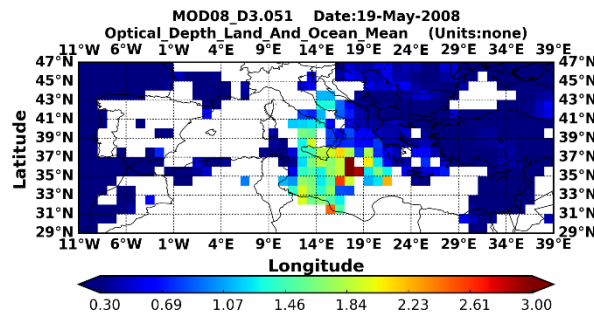 MOD08_D3.051 Date:19-May-2008
Optical_Depth_Land_And_Ocean_Mean (Units:none)
11°W 6°W 1°W 4°E 9°E 14°E 19°E 24°E 29°E 34°E 39°E
47°N 47°N
45°N 45°N
43°N 43°N
41°N 41°N
39°N 39°N
37°N 37°N
35°N 35°N
33°N 33°N
31°N 31°N
29°N 29°N
Latitude
11°W 6°W 1°W 4°E 9°E 14°E 19°E 24°E 29°E 34°E 39°E
Longitude
0.30 0.69 1.07 1.46 1.84 2.23 2.61 3.00